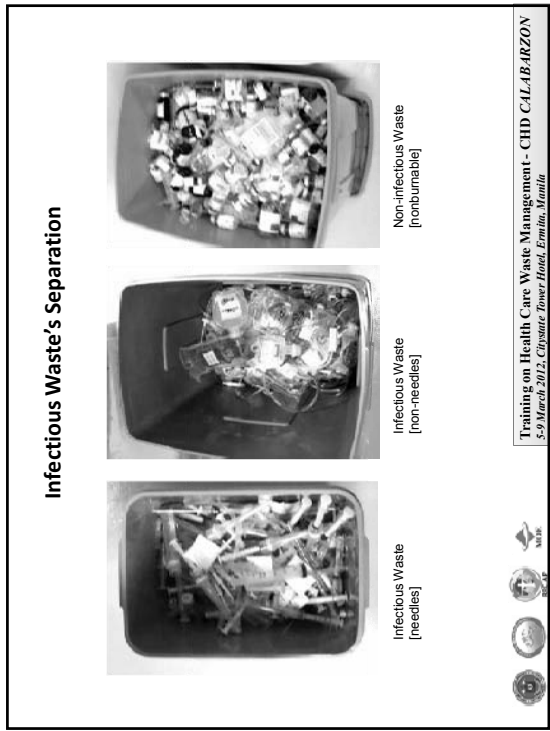 Infectious Waste's Separation
Infectious Waste
[needles]
Infectious Waste
[non-needles]
Non-infectious Waste
[nonburnable]
Training on Health Care Waste Management - CHD CALABARZON
5-9 March 2012, Citystate Tower Hotel, Ermita, Manila